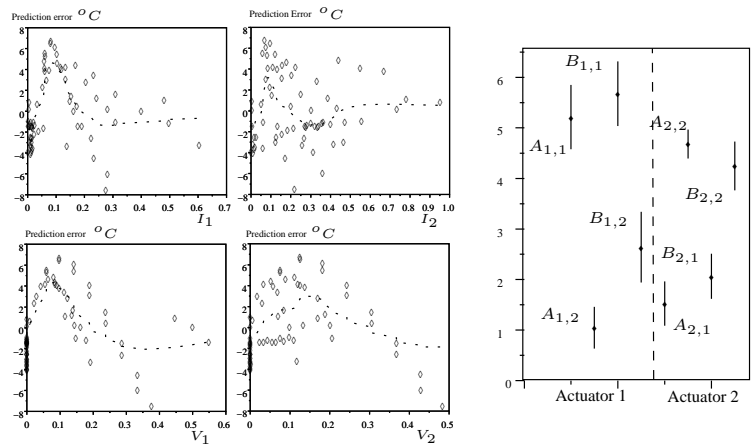 Prediction error °C
8
6
4
2
0
−2
−4
−6
−8
0 0.1 0.2 0.3 0.4 0.5 0.6 0.7
I1
Prediction Error °C
8
6
4
2
0
−2
−4
−6
−8
0 0.1 0.2 0.3 0.4 0.5 0.6 0.7 0.8 0.9 1.0
I2
Prediction error °C
8
6
4
2
0
−2
−4
−6
−8
0 0.1 0.2 0.3 0.4 0.5 0.6
V1
Prediction error °C
8
6
4
2
0
−2
−4
−6
−8
0 0.1 0.2 0.3 0.4 0.5
V2
6
5
4
3
2
1
0
B1,1
A1,1
A2,2
B2,2
B1,2
B2,1
A1,2
A2,1
Actuator 1 Actuator 2